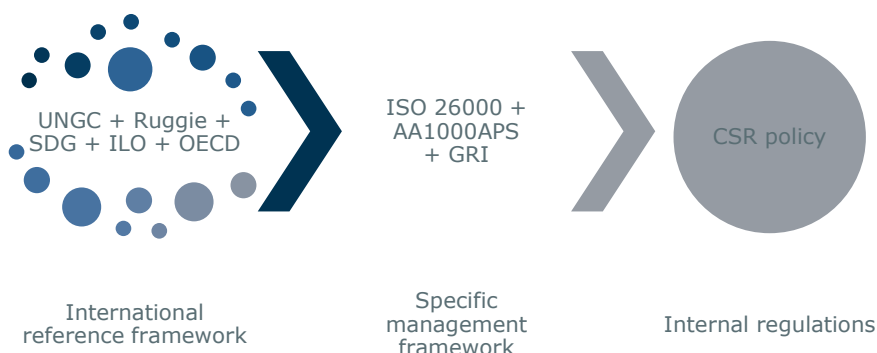 UNGC + Ruggie +
SDG + ILO + OECD
ISO 26000 +
AA1000APS
+ GRI
CSR policy
International
reference framework
Specific
management
framework
Internal regulations